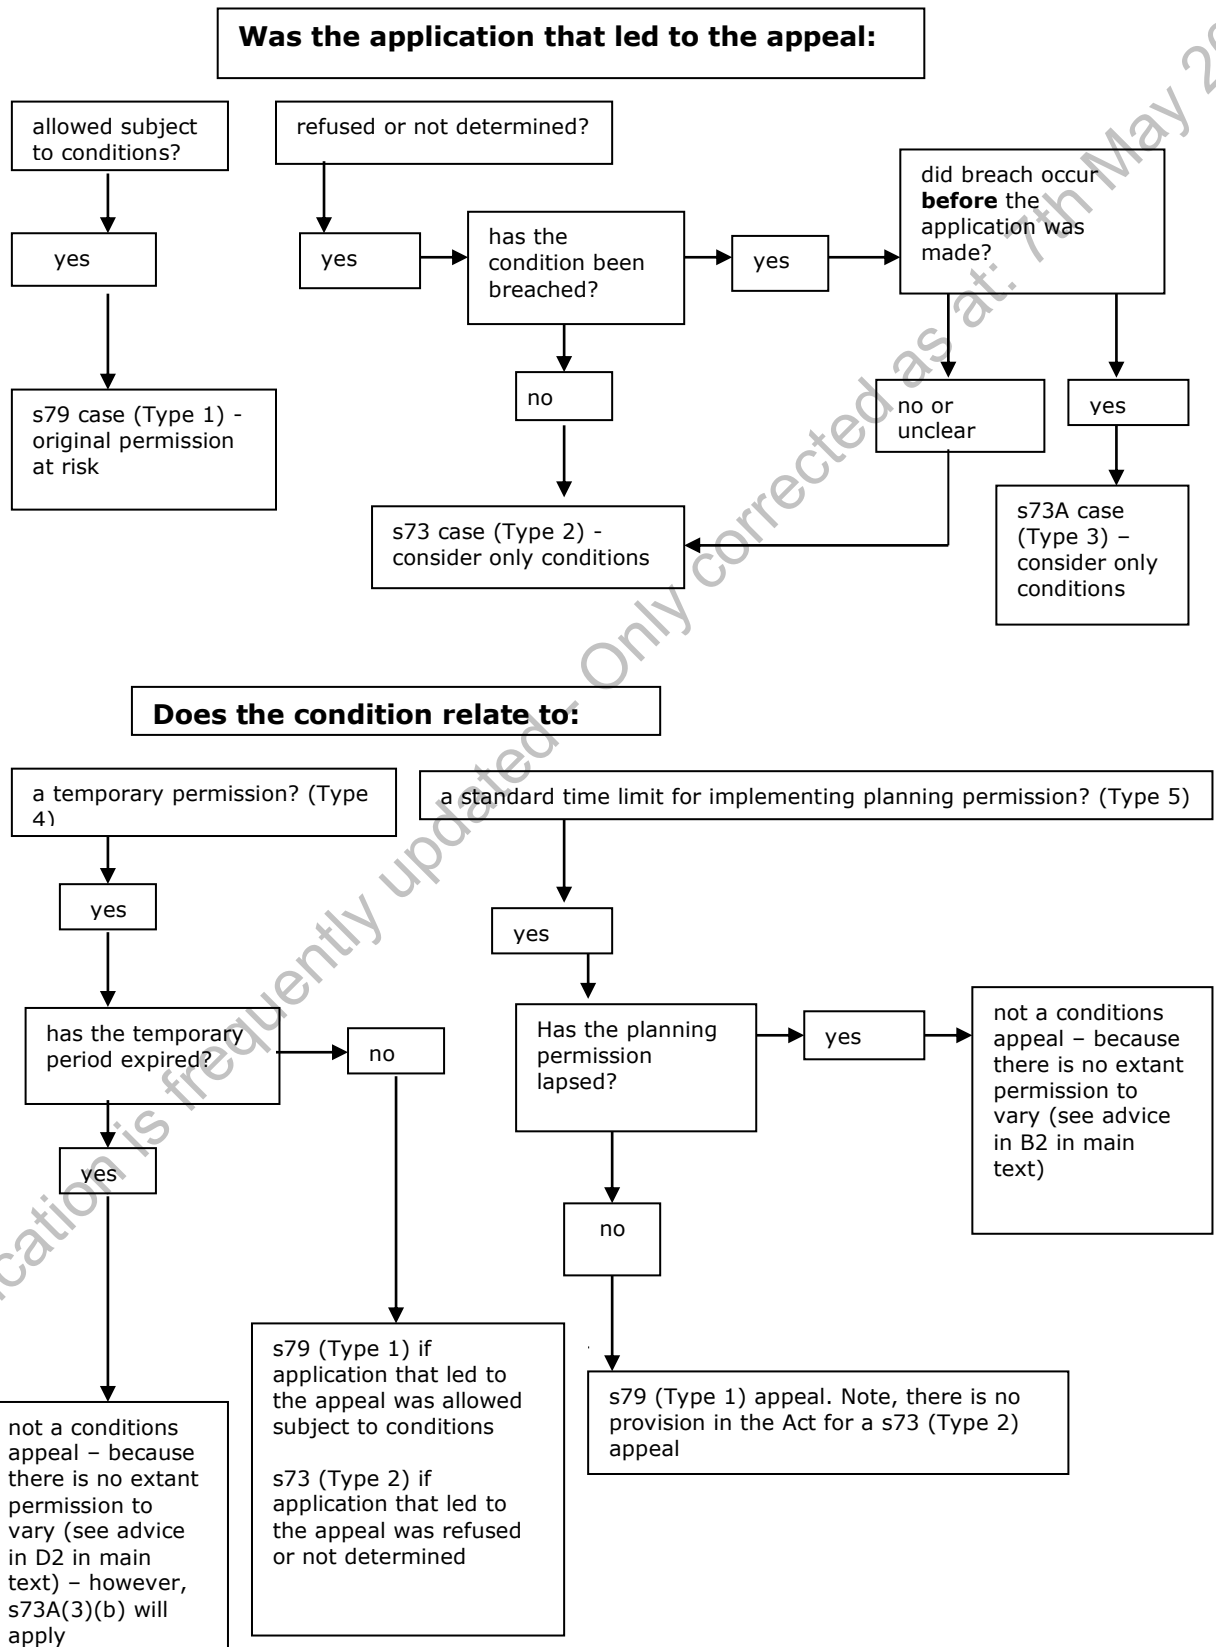 Was the application that led to the appeal:
allowed subject
to conditions?
yes
s79 case (Type 1) -
original permission
at risk
refused or not determined?
yes
has the
condition been
breached?
no
yes
did breach occur
before the
application was
made?
no or
unclear
yes
s73 case (Type 2) -
consider only conditions
s73A case
(Type 3) –
consider only
conditions
Does the condition relate to:
a temporary permission? (Type
4)
yes
has the temporary
period expired?
no
yes
not a conditions
appeal – because
there is no extant
permission to
vary (see advice
in D2 in main
text) – however,
s73A(3)(b) will
apply
s79 (Type 1) if
application that led to
the appeal was allowed
subject to conditions
s73 (Type 2) if
application that led to
the appeal was refused
or not determined
a standard time limit for implementing planning permission? (Type 5)
yes
Has the planning
permission
lapsed?
yes
not a conditions
appeal – because
there is no extant
permission to
vary (see advice
in B2 in main
text)
no
s79 (Type 1) appeal. Note, there is no
provision in the Act for a s73 (Type 2)
appeal
is frequently updated - Only corrected as at: 7th May